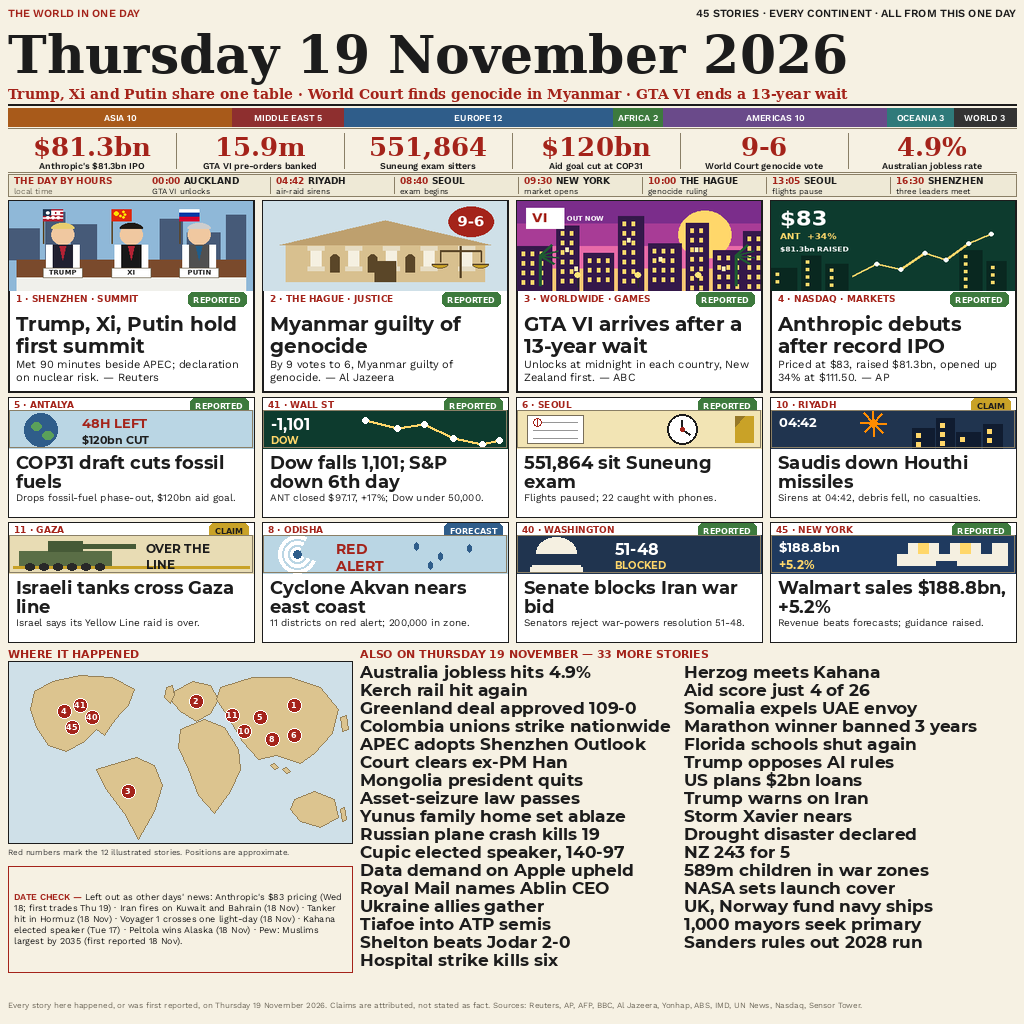 THE WORLD IN ONE DAY
45 STORIES · EVERY CONTINENT · ALL FROM THIS ONE DAY
Thursday 19 November 2026
Trump, Xi and Putin share one table · World Court finds genocide in Myanmar · GTA VI ends a 13-year wait
ASIA 10
MIDDLE EAST 5
EUROPE 12
AFRICA 2
AMERICAS 10
OCEANIA 3
WORLD 3
$81.3bn
Anthropic's $81.3bn IPO
15.9m
GTA VI pre-orders banked
551,864
Suneung exam sitters
$120bn
Aid goal cut at COP31
9-6
World Court genocide vote
4.9%
Australian jobless rate
THE DAY BY HOURS
local time
00:00 AUCKLAND
GTA VI unlocks
04:42 RIYADH
air-raid sirens
08:40 SEOUL
exam begins
09:30 NEW YORK
market opens
10:00 THE HAGUE
genocide ruling
13:05 SEOUL
flights pause
16:30 SHENZHEN
three leaders meet
TRUMP
XI
PUTIN
1 · SHENZHEN · SUMMIT
REPORTED
Trump, Xi, Putin hold
first summit
Met 90 minutes beside APEC; declaration
on nuclear risk. — Reuters
9-6
2 · THE HAGUE · JUSTICE
REPORTED
Myanmar guilty of
genocide
By 9 votes to 6, Myanmar guilty of
genocide. — Al Jazeera
VI
OUT NOW
3 · WORLDWIDE · GAMES
REPORTED
GTA VI arrives after a
13-year wait
Unlocks at midnight in each country, New
Zealand first. — ABC
$83
ANT +34%
$81.3bn RAISED
4 · NASDAQ · MARKETS
REPORTED
Anthropic debuts
after record IPO
Priced at $83, raised $81.3bn, opened up
34% at $111.50. — AP
5 · ANTALYA
REPORTED
48H LEFT
$120bn CUT
COP31 draft cuts fossil
fuels
Drops fossil-fuel phase-out, $120bn aid goal.
41 · WALL ST
REPORTED
-1,101
DOW
Dow falls 1,101; S&P
down 6th day
ANT closed $97.17, +17%; Dow under 50,000.
6 · SEOUL
REPORTED
551,864 sit Suneung
exam
Flights paused; 22 caught with phones.
10 · RIYADH
CLAIM
04:42
Saudis down Houthi
missiles
Sirens at 04:42, debris fell, no casualties.
11 · GAZA
CLAIM
OVER THE
LINE
Israeli tanks cross Gaza
line
Israel says its Yellow Line raid is over.
8 · ODISHA
FORECAST
RED
ALERT
Cyclone Akvan nears
east coast
11 districts on red alert; 200,000 in zone.
40 · WASHINGTON
REPORTED
51-48
BLOCKED
Senate blocks Iran war
bid
Senators reject war-powers resolution 51-48.
45 · NEW YORK
REPORTED
$188.8bn
+5.2%
Walmart sales $188.8bn,
+5.2%
Revenue beats forecasts; guidance raised.
WHERE IT HAPPENED
4
41
40
45
3
2
11
10
5
8
1
6
Red numbers mark the 12 illustrated stories. Positions are approximate.
DATE CHECK — Left out as other days' news: Anthropic's $83 pricing (Wed
18; first trades Thu 19) · Iran fires on Kuwait and Bahrain (18 Nov) · Tanker
hit in Hormuz (18 Nov) · Voyager 1 crosses one light-day (18 Nov) · Kahana
elected speaker (Tue 17) · Peltola wins Alaska (18 Nov) · Pew: Muslims
largest by 2035 (first reported 18 Nov).
ALSO ON THURSDAY 19 NOVEMBER — 33 MORE STORIES
Australia jobless hits 4.9%
Kerch rail hit again
Greenland deal approved 109-0
Colombia unions strike nationwide
APEC adopts Shenzhen Outlook
Court clears ex-PM Han
Mongolia president quits
Asset-seizure law passes
Yunus family home set ablaze
Russian plane crash kills 19
Cupic elected speaker, 140-97
Data demand on Apple upheld
Royal Mail names Ablin CEO
Ukraine allies gather
Tiafoe into ATP semis
Shelton beats Jodar 2-0
Hospital strike kills six
Herzog meets Kahana
Aid score just 4 of 26
Somalia expels UAE envoy
Marathon winner banned 3 years
Florida schools shut again
Trump opposes AI rules
US plans $2bn loans
Trump warns on Iran
Storm Xavier nears
Drought disaster declared
NZ 243 for 5
589m children in war zones
NASA sets launch cover
UK, Norway fund navy ships
1,000 mayors seek primary
Sanders rules out 2028 run
Every story here happened, or was first reported, on Thursday 19 November 2026. Claims are attributed, not stated as fact. Sources: Reuters, AP, AFP, BBC, Al Jazeera, Yonhap, ABS, IMD, UN News, Nasdaq, Sensor Tower.